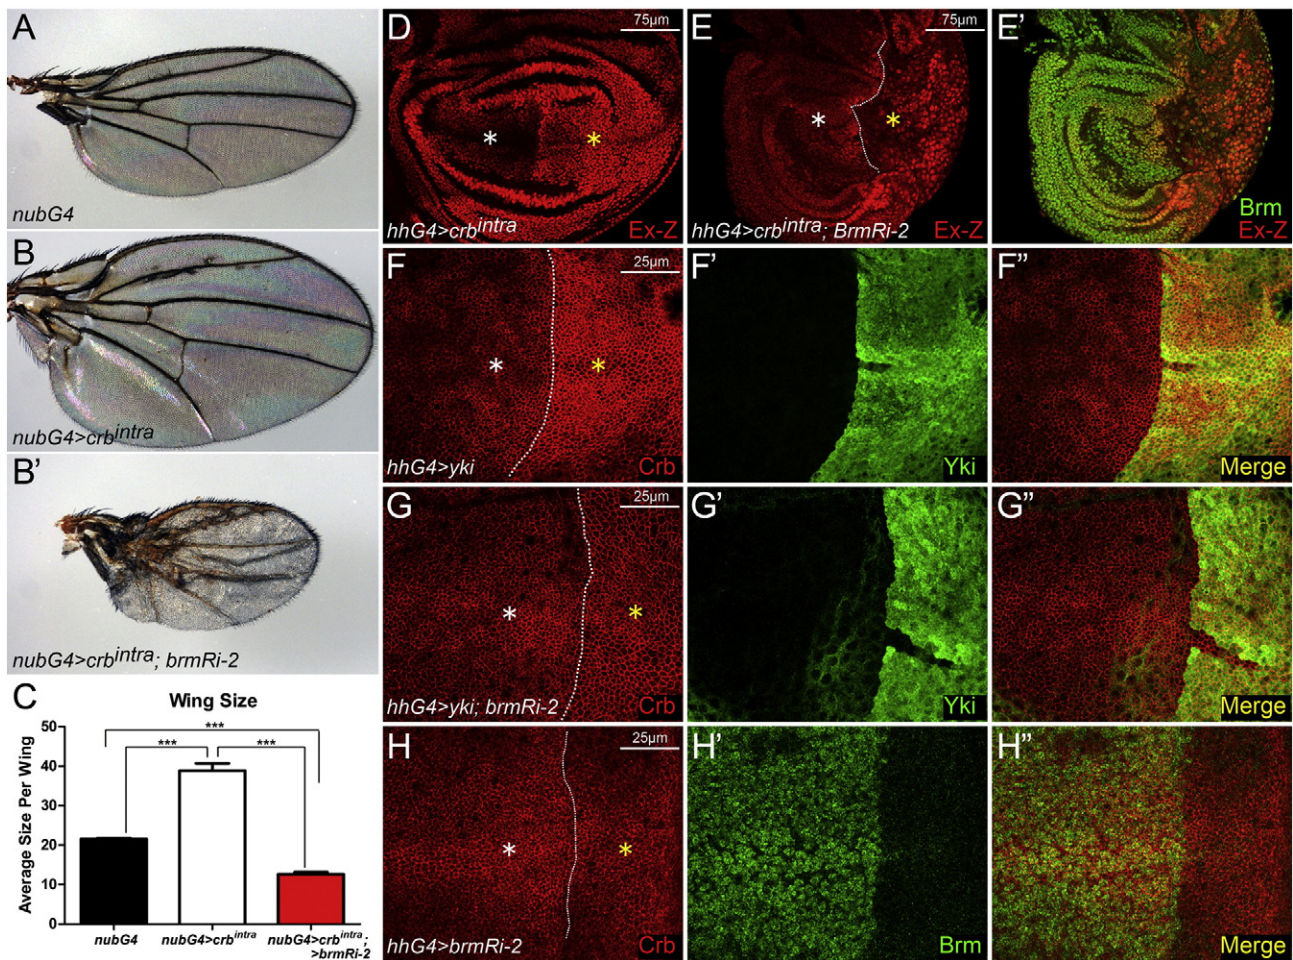 A
nubG4
B
nubG4>crbintra
B'
nubG4>crbintra; brmRi-2
C
Wing Size
Average Size Per Wing
50
40
30
20
10
0
***
***
***
nubG4
nubG4>crbintra
nubG4>crbintra;
>brmRi-2
D
75µm
hhG4>crbintra
Ex-Z
E
75µm
hhG4>crbintra; BrmRi-2
Ex-Z
E'
Brm
Ex-Z
F
25µm
hhG4>yki
Crb
F'
Yki
F"
Merge
G
25µm
hhG4>yki; brmRi-2
Crb
G'
Yki
G"
Merge
H
25µm
hhG4>brmRi-2
Crb
H'
Brm
H"
Merge